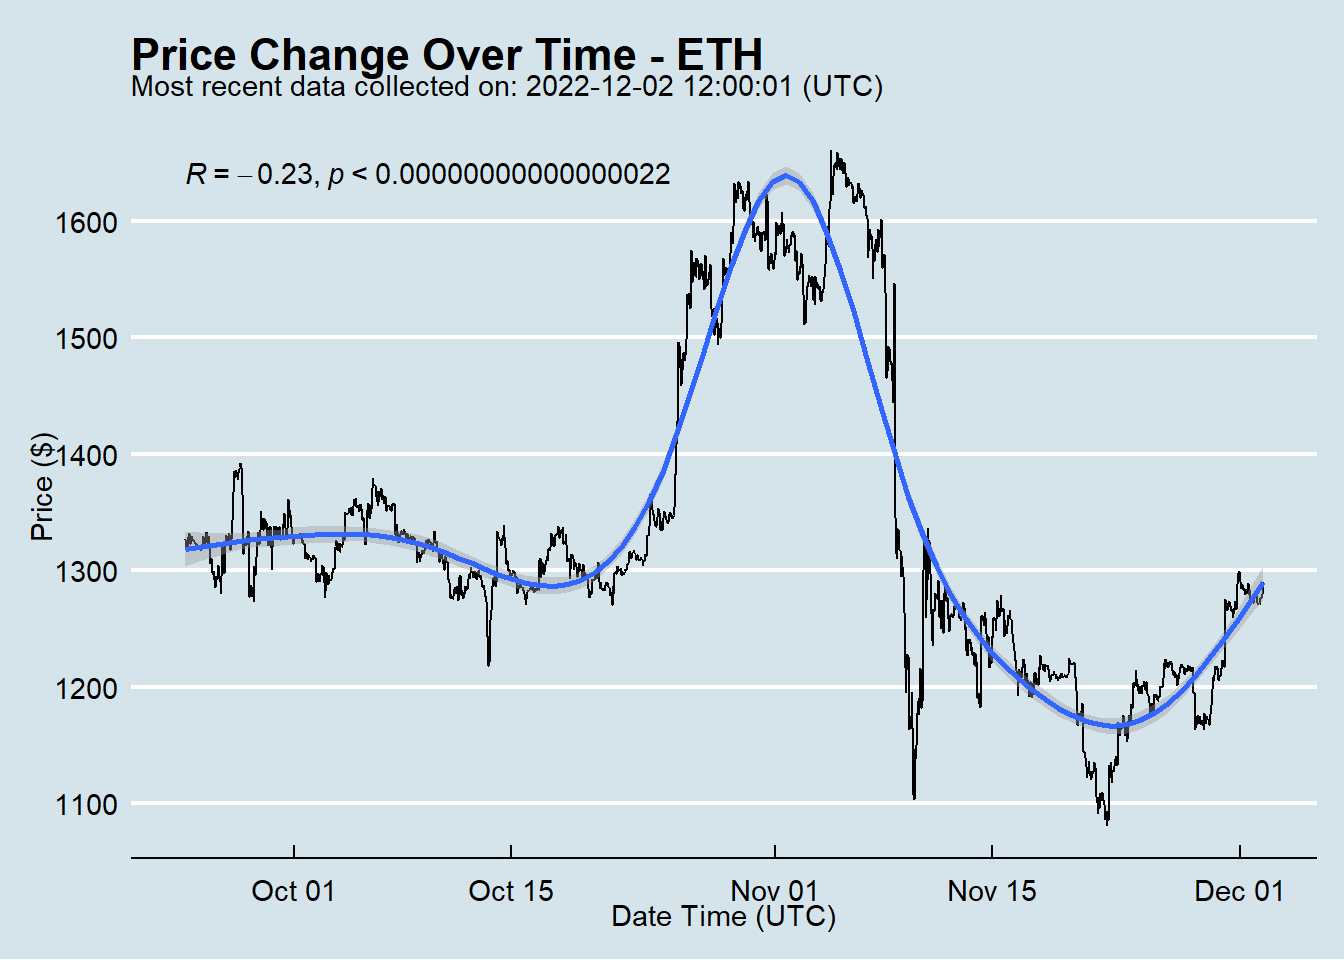 Price Change Over Time - ETH
Most recent data collected on: 2022-12-02 12:00:01 (UTC)
R = −0.23, p < 0.00000000000000022
1600
1500
1400
1300
1200
1100
Price ($)
Oct 01
Oct 15
Nov 01
Nov 15
Dec 01
Date Time (UTC)